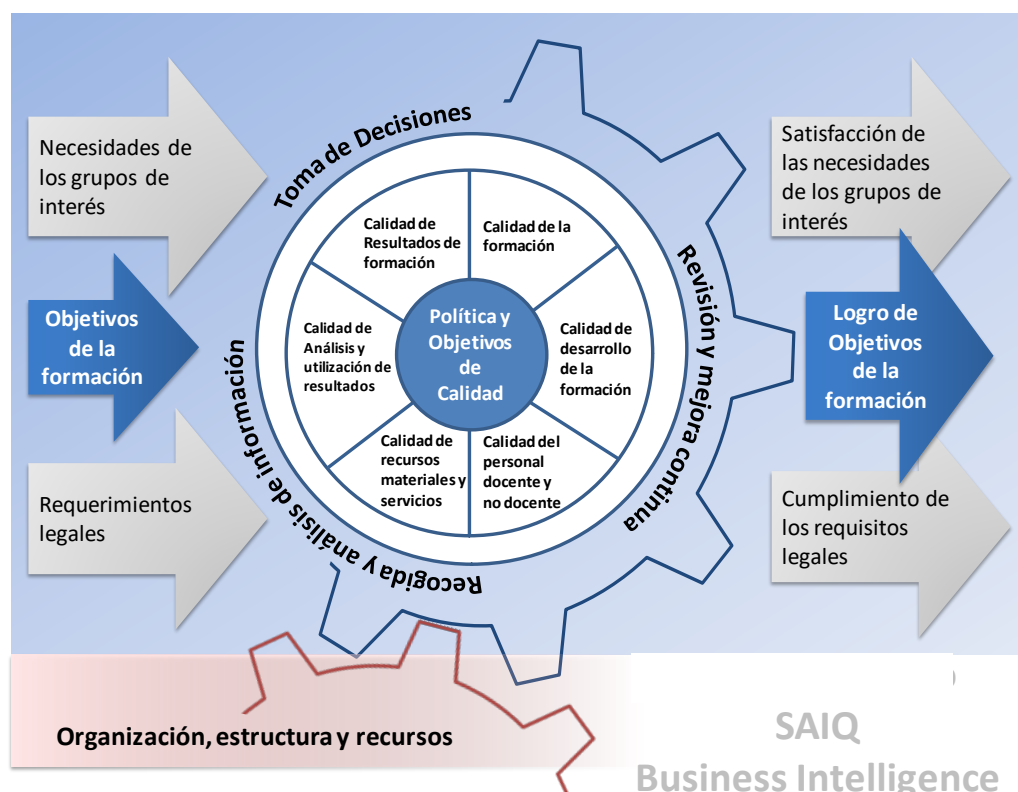 Necesidades de
los grupos de
interés
Objetivos
de la
formación
Requerimientos
legales
Toma de Decisiones
Revisión y mejora continua
Recogida y análisis de información
Calidad de
Resultados de
formación
Calidad de la
formación
Calidad de
Análisis y
utilización de
resultados
Política y
Objetivos
de
Calidad
Calidad de
desarrollo
de la
formación
Calidad de
recursos
materiales y
servicios
Calidad del
personal
docente y
no docente
Satisfacción de
las necesidades
de los grupos de
interés
Logro de
Objetivos
de la
formación
Cumplimiento de
los requisitos
legales
Organización, estructura y recursos
SAIQ
Business Intelligence